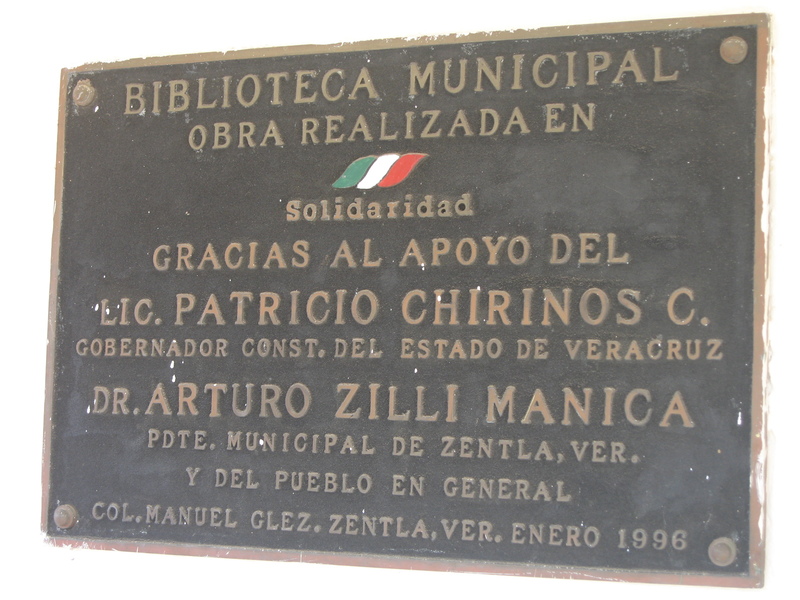 BIBLIOTECA MUNICIPAL
OBRA REALIZADA EN
Solidaridad
GRACIAS AL APOYO DEL
LIC. PATRICIO CHIRINOS C.
GOBERNADOR CONST. DEL ESTADO DE VERACRUZ
DR. ARTURO ZILLI MANICA
PDTE. MUNICIPAL DE ZENTLA, VER.
Y DEL PUEBLO EN GENERAL
COL. MANUEL GLEZ. ZENTLA, VER. ENERO 1996